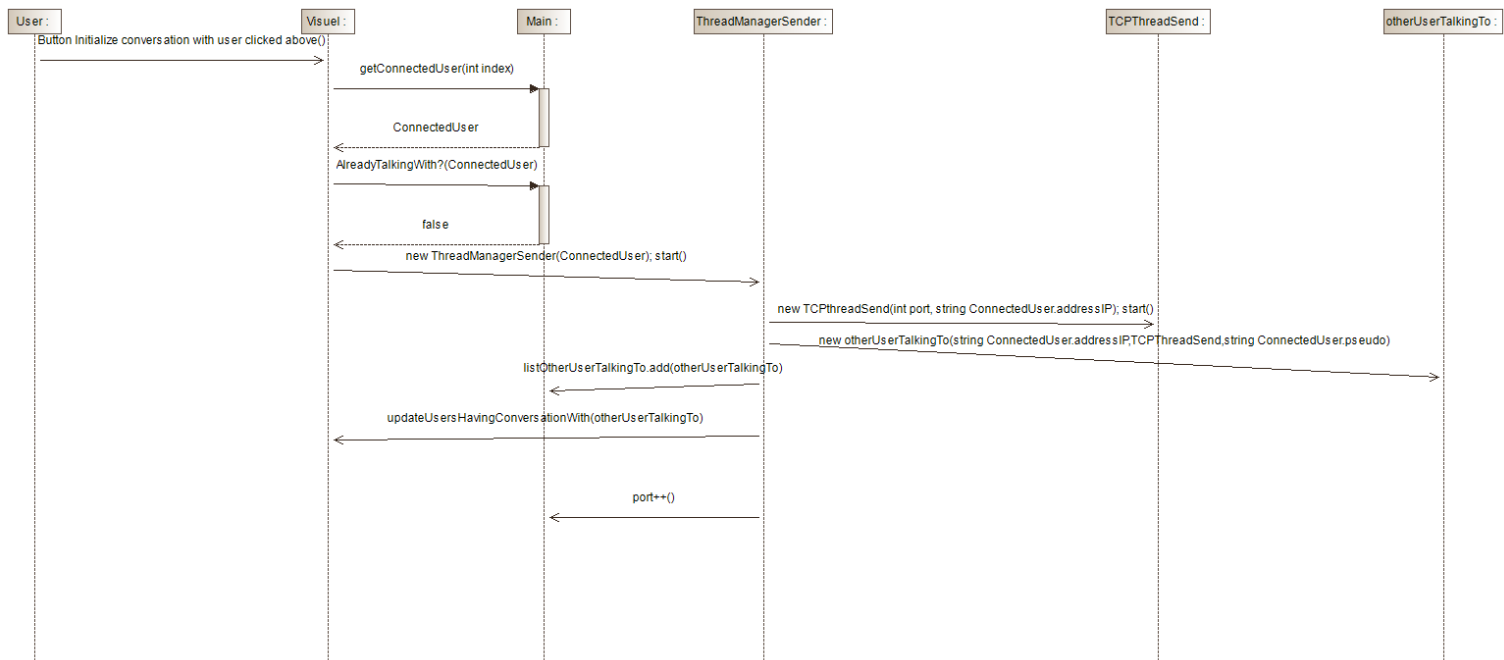 User :
Visuel :
Main :
ThreadManagerSender :
TCPThreadSend :
otherUserTalkingTo :
Button Initialize conversation with user clicked above()
getConnectedUser(int index)
ConnectedUser
AlreadyTalkingWith?(ConnectedUser)
false
new ThreadManagerSender(ConnectedUser); start()
new TCPthreadSend(int port, string ConnectedUser.addressIP); start()
new otherUserTalkingTo(string ConnectedUser.addressIP,TCPThreadSend,string ConnectedUser.pseudo)
listOtherUserTalkingTo.add(otherUserTalkingTo)
updateUsersHavingConversationWith(otherUserTalkingTo)
port++()